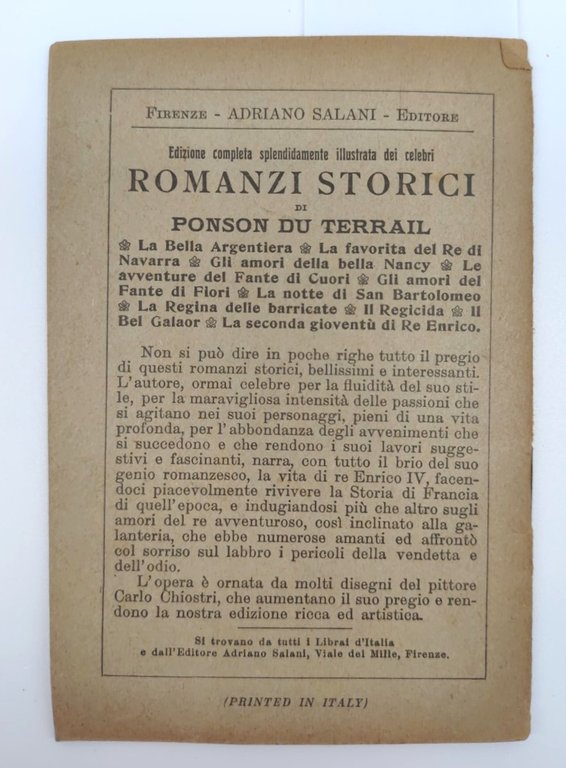 Firenze - ADRIANO SALANI - Editore
Edizione completa splendidamente illustrata dei celebri
ROMANZI STORICI
DI
PONSON DU TERRAIL
❀ La Bella Argentiera ❀ La favorita del Re di
Navarra ❀ Gli amori della bella Nancy ❀ Le
avventure del Fante di Cuori ❀ Gli amori del
Fante di Fiori ❀ La notte di San Bartolomeo
❀ La Regina delle barricate ❀ Il Regicida ❀ Il
Bel Galaor ❀ La seconda gioventù di Re Enrico.
Non si può dire in poche righe tutto il pregio
di questi romanzi storici, bellissimi e interessanti.
L'autore, ormai celebre per la fluidità del suo sti-
le, per la maravigliosa intensità delle passioni che
si agitano nei suoi personaggi, pieni di una vita
profonda, per l'abbondanza degli avvenimenti che
si succedono e che rendono i suoi lavori sugge-
stivi e fascinanti, narra, con tutto il brio del suo
genio romanzesco, la vita di re Enrico IV, facen-
doci piacevolmente rivivere la Storia di Francia
di quell'epoca, e indugiandosi più che altro sugli
amori del re avventuroso, così inclinato alla ga-
lanteria, che ebbe numerose amanti ed affrontò
col sorriso sul labbro i pericoli della vendetta e
dell'odio.
L'opera è ornata da molti disegni del pittore
Carlo Chiostri, che aumentano il suo pregio e ren-
dono la nostra edizione ricca ed artistica.
Si trovano da tutti i Librai d'Italia
e dall'Editore Adriano Salani, Viale dei Mille, Firenze.
(PRINTED IN ITALY)